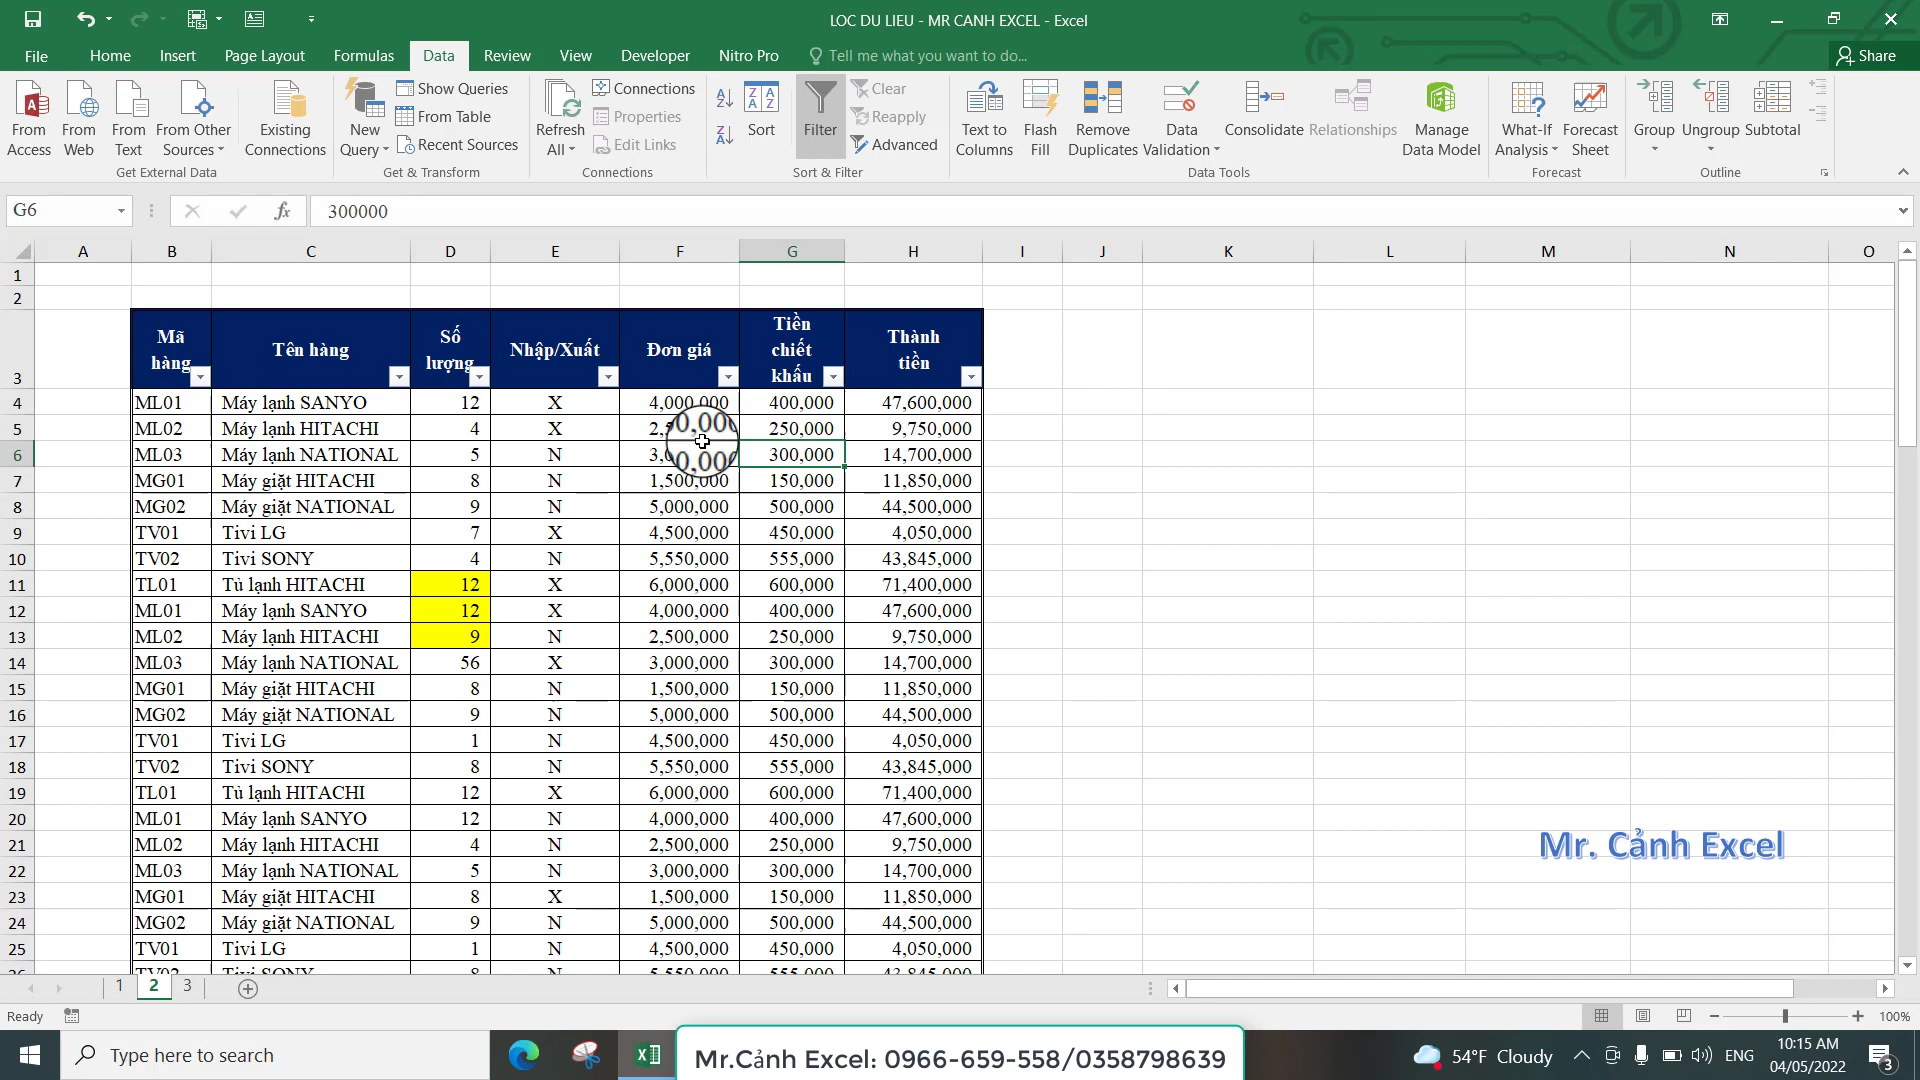 LOC DU LIEU - MR CANH EXCEL - Excel
File Home Insert Page Layout Formulas Data Review View Developer Nitro Pro Tell me what you want to do... Share
From Access From Web From Text From Other Sources Existing Connections New Query Show Queries From Table Recent Sources Refresh All Connections Properties Edit Links Sort Filter Clear Reapply Advanced Text to Columns Flash Fill Remove Duplicates Data Validation Consolidate Relationships Manage Data Model What-If Analysis Forecast Sheet Group Ungroup Subtotal
Get External Data Get & Transform Connections Sort & Filter Data Tools Forecast Outline
G6 fx 300000
A B C D E F G H I J K L M N O
1
2
3 Mã hàng Tên hàng Số lượng Nhập/Xuất Đơn giá Tiền chiết khấu Thành tiền
4 ML01 Máy lạnh SANYO 12 X 4,000,000 400,000 47,600,000
5 ML02 Máy lạnh HITACHI 4 X 250,000 9,750,000
6 ML03 Máy lạnh NATIONAL 5 N 300,000 14,700,000
7 MG01 Máy giặt HITACHI 8 N 1,500,000 150,000 11,850,000
8 MG02 Máy giặt NATIONAL 9 N 5,000,000 500,000 44,500,000
9 TV01 Tivi LG 7 X 4,500,000 450,000 4,050,000
10 TV02 Tivi SONY 4 N 5,550,000 555,000 43,845,000
11 TL01 Tủ lạnh HITACHI 12 X 6,000,000 600,000 71,400,000
12 ML01 Máy lạnh SANYO 12 X 4,000,000 400,000 47,600,000
13 ML02 Máy lạnh HITACHI 9 N 2,500,000 250,000 9,750,000
14 ML03 Máy lạnh NATIONAL 56 X 3,000,000 300,000 14,700,000
15 MG01 Máy giặt HITACHI 8 N 1,500,000 150,000 11,850,000
16 MG02 Máy giặt NATIONAL 9 N 5,000,000 500,000 44,500,000
17 TV01 Tivi LG 1 N 4,500,000 450,000 4,050,000
18 TV02 Tivi SONY 8 N 5,550,000 555,000 43,845,000
19 TL01 Tủ lạnh HITACHI 12 X 6,000,000 600,000 71,400,000
20 ML01 Máy lạnh SANYO 12 N 4,000,000 400,000 47,600,000
21 ML02 Máy lạnh HITACHI 4 N 2,500,000 250,000 9,750,000
Mr. Cảnh Excel
22 ML03 Máy lạnh NATIONAL 5 N 3,000,000 300,000 14,700,000
23 MG01 Máy giặt HITACHI 8 X 1,500,000 150,000 11,850,000
24 MG02 Máy giặt NATIONAL 9 N 5,000,000 500,000 44,500,000
25 TV01 Tivi LG 1 N 4,500,000 450,000 4,050,000
1 2 3
Ready 100%
Type here to search
Mr.Cảnh Excel: 0966-659-558/0358798639
54°F Cloudy ENG 10:15 AM 04/05/2022 3